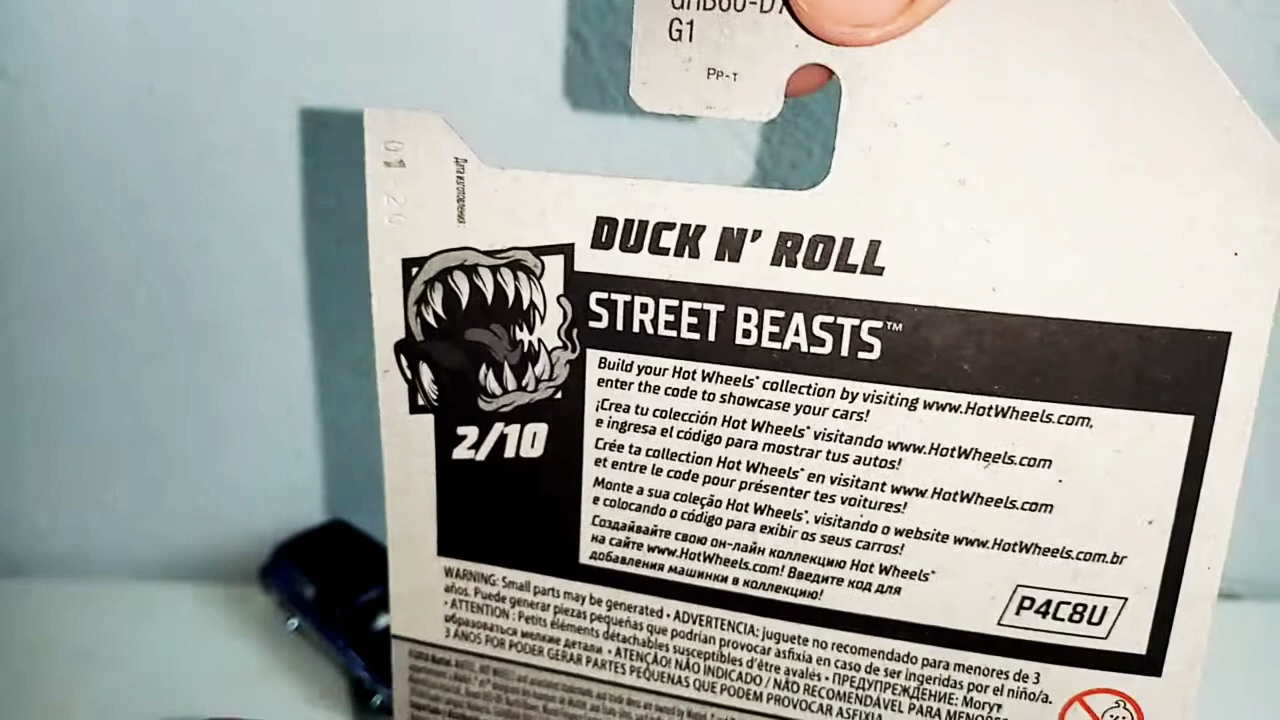 G1
PP-T
Дата изготовления:
DUCK N' ROLL
STREET BEASTS™
2/10
Build your Hot Wheels® collection by visiting www.HotWheels.com,
enter the code to showcase your cars!
¡Crea tu colección Hot Wheels® visitando www.HotWheels.com
e ingresa el código para mostrar tus autos!
Crée ta collection Hot Wheels® en visitant www.HotWheels.com
et entre le code pour présenter tes voitures!
Monte a sua coleção Hot Wheels®, visitando o website www.HotWheels.com.br
e colocando o código para exibir os seus carros!
Создавайте свою он-лайн коллекцию Hot Wheels®
на сайте www.HotWheels.com! Введите код для
добавления машинки в коллекцию!
P4C8U
WARNING: Small parts may be generated • ADVERTENCIA: juguete no recomendado para menores de 3
años. Puede generar piezas pequeñas que podrían provocar asfixia en caso de ser ingeridas por el niño/a.
• ATTENTION : Petits éléments détachables susceptibles d'être avalés • ПРЕДУПРЕЖДЕНИЕ: Могут
образоваться мелкие детали • ATENÇÃO! NÃO INDICADO / NÃO RECOMENDÁVEL PARA MENORES
3 ANOS POR PODER GERAR PARTES PEQUENAS QUE PODEM PROVOCAR ASFIXIA